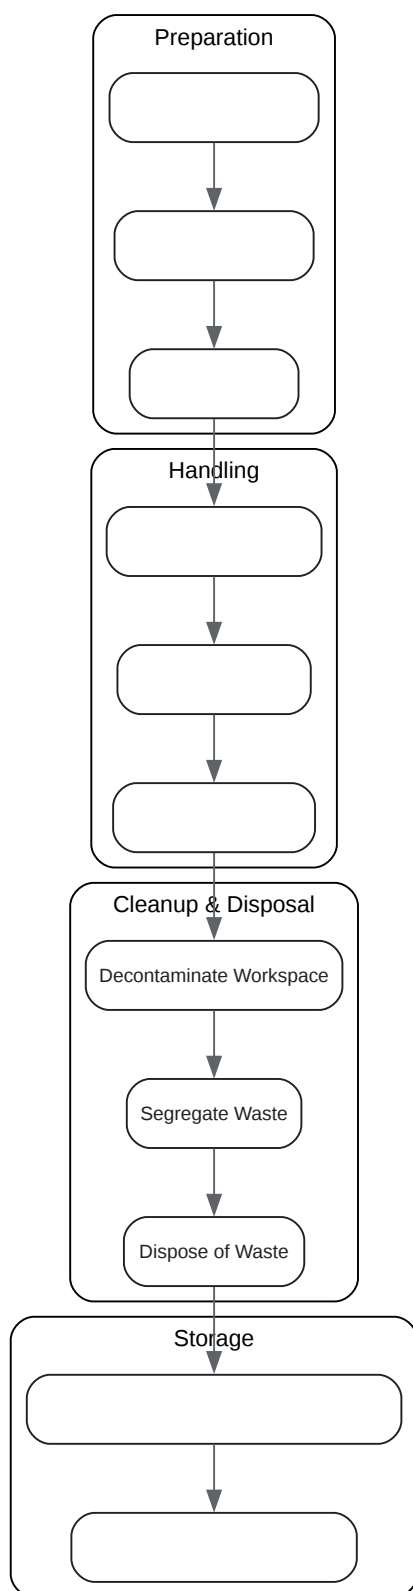 Preparation
Handling
Cleanup & Disposal
Decontaminate Workspace
Segregate Waste
Dispose of Waste
Storage